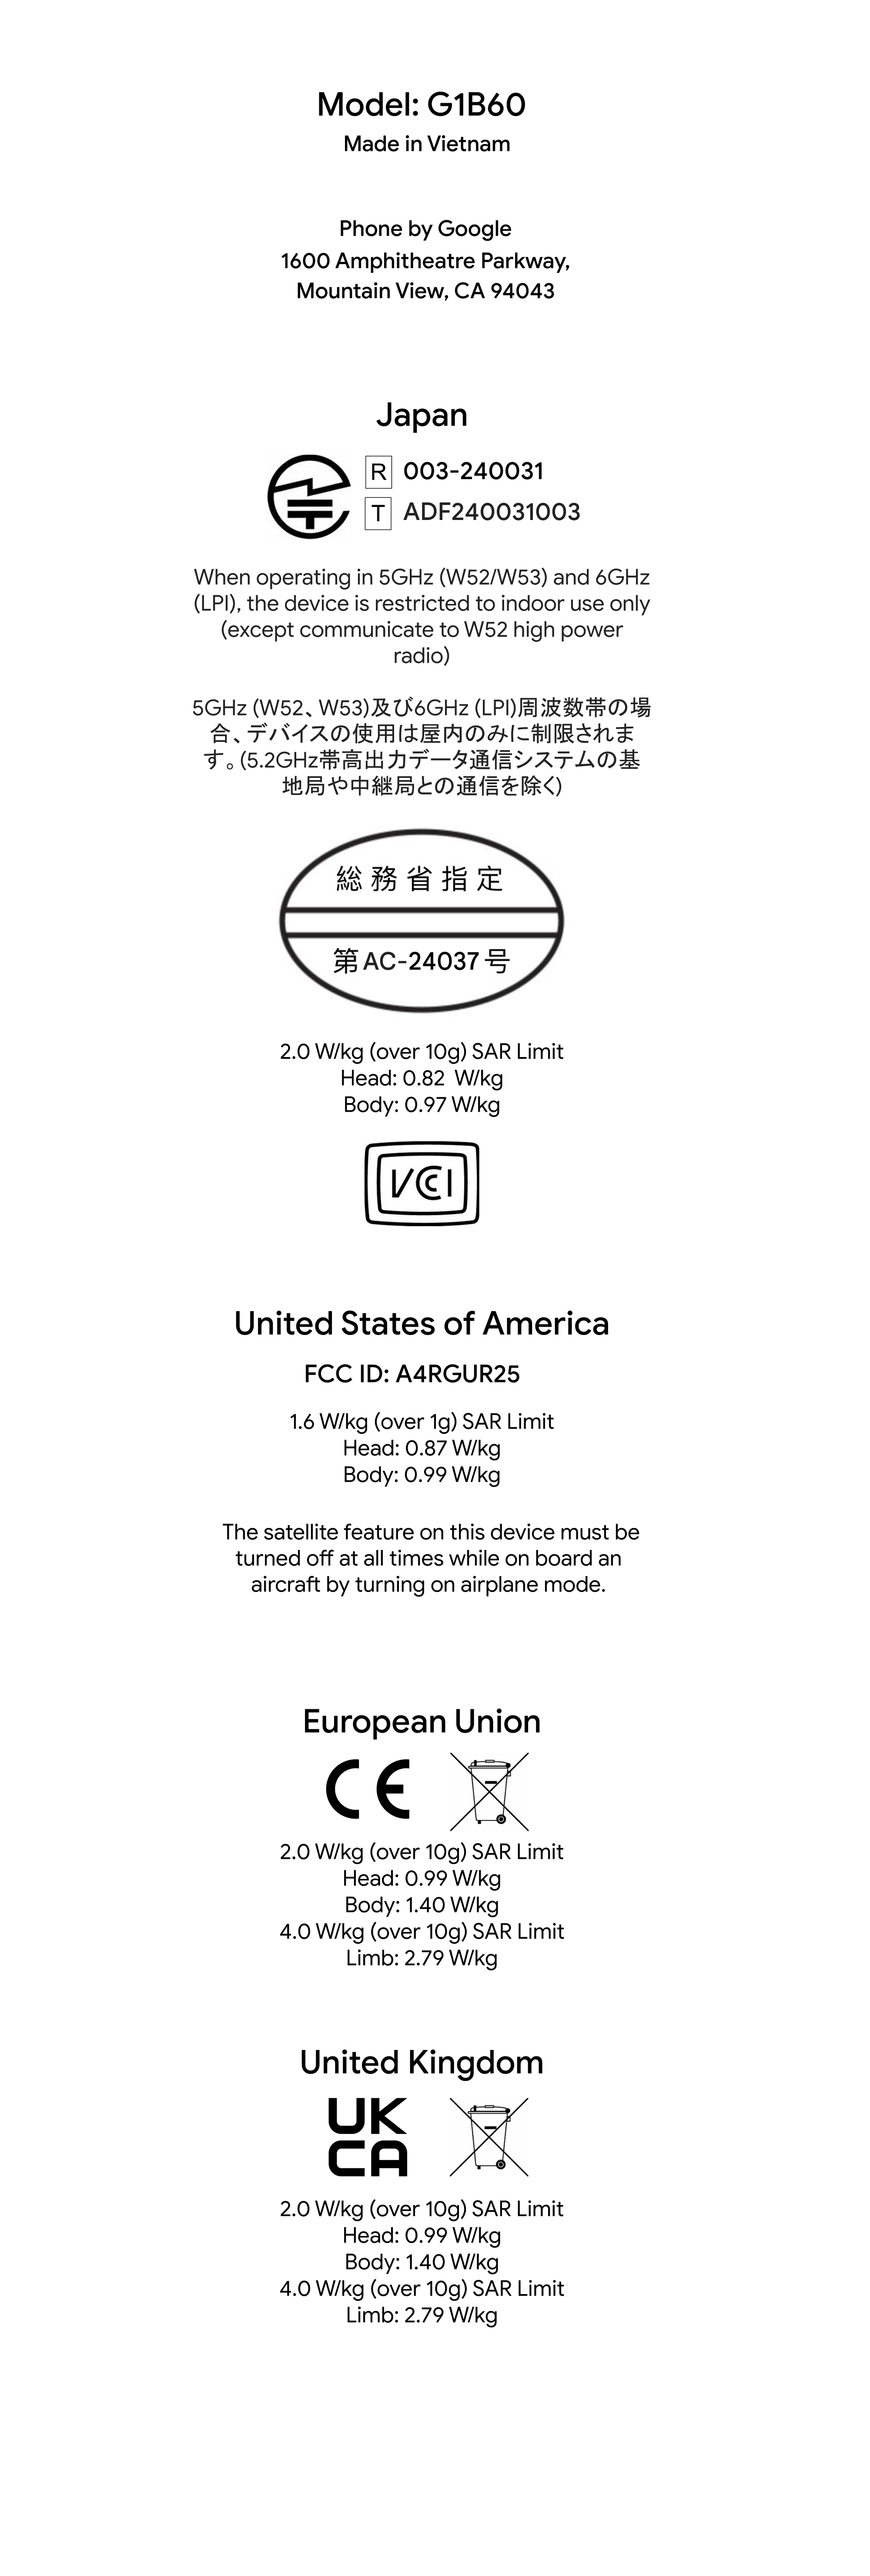 Model: G1B60
Made in Vietnam
Phone by Google
1600 Amphitheatre Parkway,
Mountain View, CA 94043
Japan
R 003-240031
T ADF240031003
When operating in 5GHz (W52/W53) and 6GHz
(LPI), the device is restricted to indoor use only
(except communicate to W52 high power
radio)
5GHz (W52、W53)及び6GHz (LPI)周波数帯の場
合、デバイスの使用は屋内のみに制限されま
す。(5.2GHz帯高出力データ通信システムの基
地局や中継局との通信を除く)
総務省指定
第AC-24037号
2.0 W/kg (over 10g) SAR Limit
Head: 0.82 W/kg
Body: 0.97 W/kg
VCCI
United States of America
FCC ID: A4RGUR25
1.6 W/kg (over 1g) SAR Limit
Head: 0.87 W/kg
Body: 0.99 W/kg
The satellite feature on this device must be
turned off at all times while on board an
aircraft by turning on airplane mode.
European Union
CE
2.0 W/kg (over 10g) SAR Limit
Head: 0.99 W/kg
Body: 1.40 W/kg
4.0 W/kg (over 10g) SAR Limit
Limb: 2.79 W/kg
United Kingdom
UK
CA
2.0 W/kg (over 10g) SAR Limit
Head: 0.99 W/kg
Body: 1.40 W/kg
4.0 W/kg (over 10g) SAR Limit
Limb: 2.79 W/kg